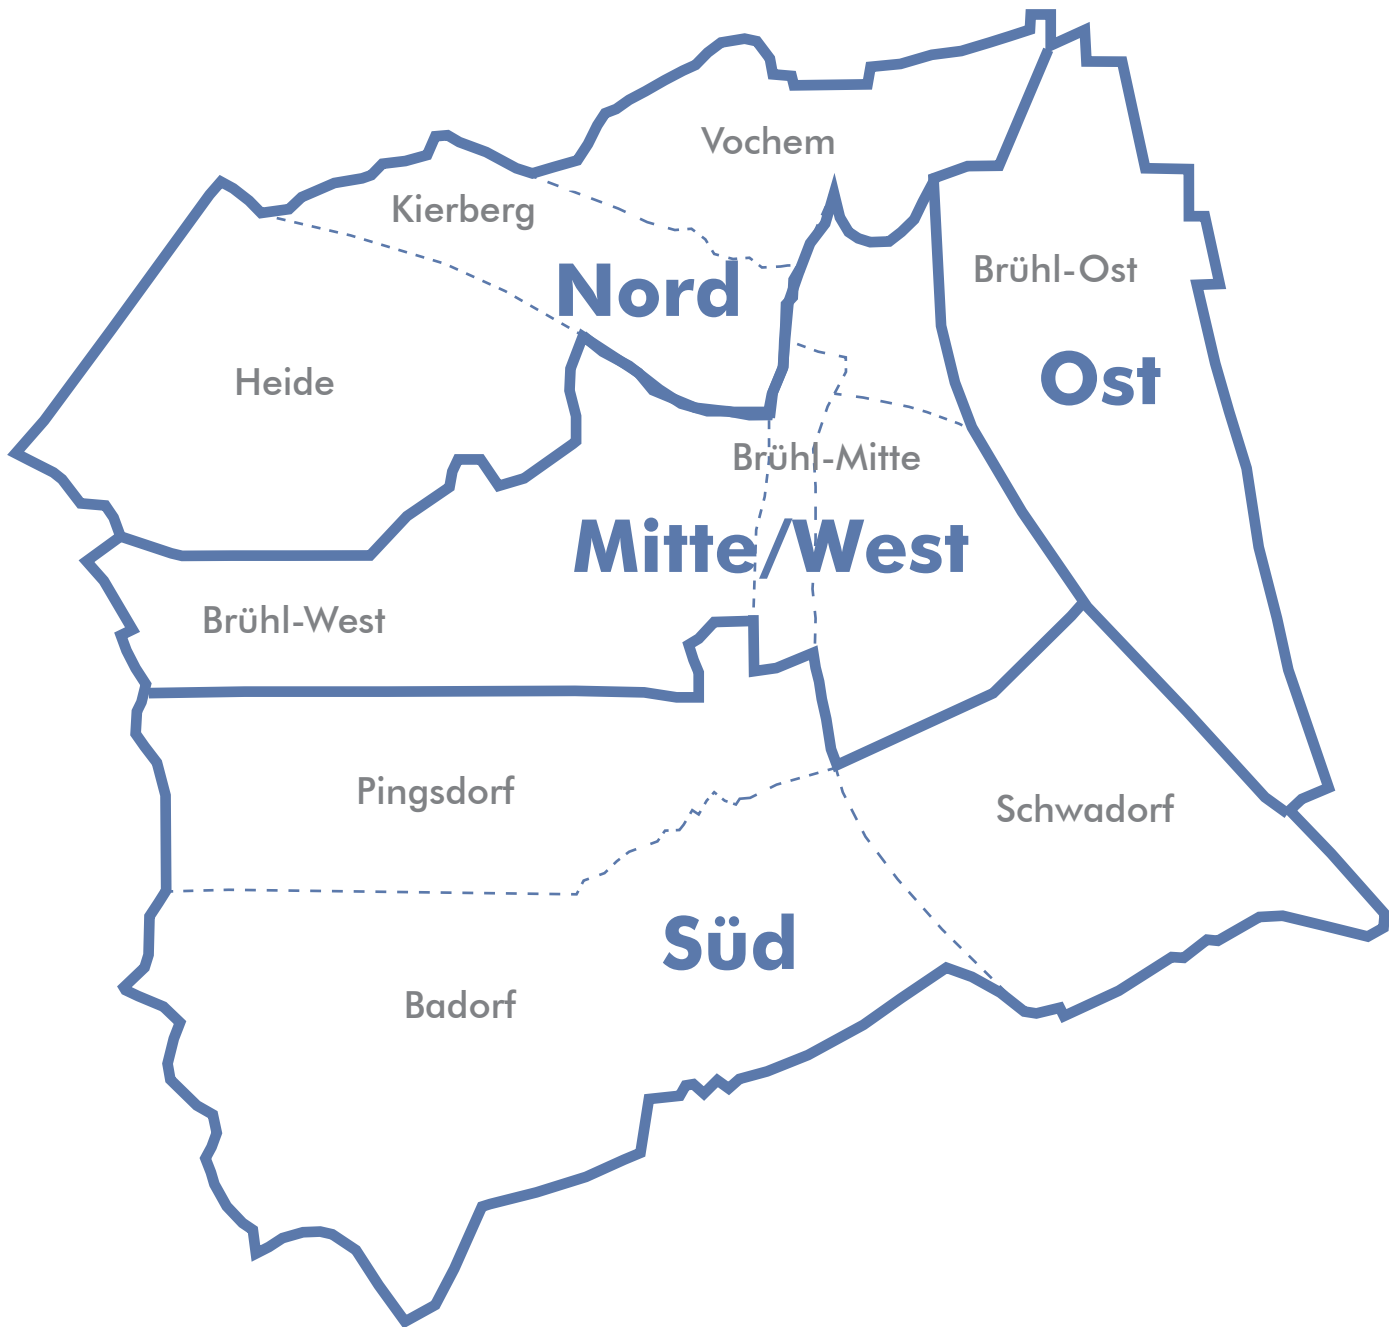 Vochem
Kierberg
Nord
Brühl-Ost
Heide
Ost
Brühl-Mitte
Mitte/West
Brühl-West
Pingsdorf
Schwadorf
Süd
Badorf